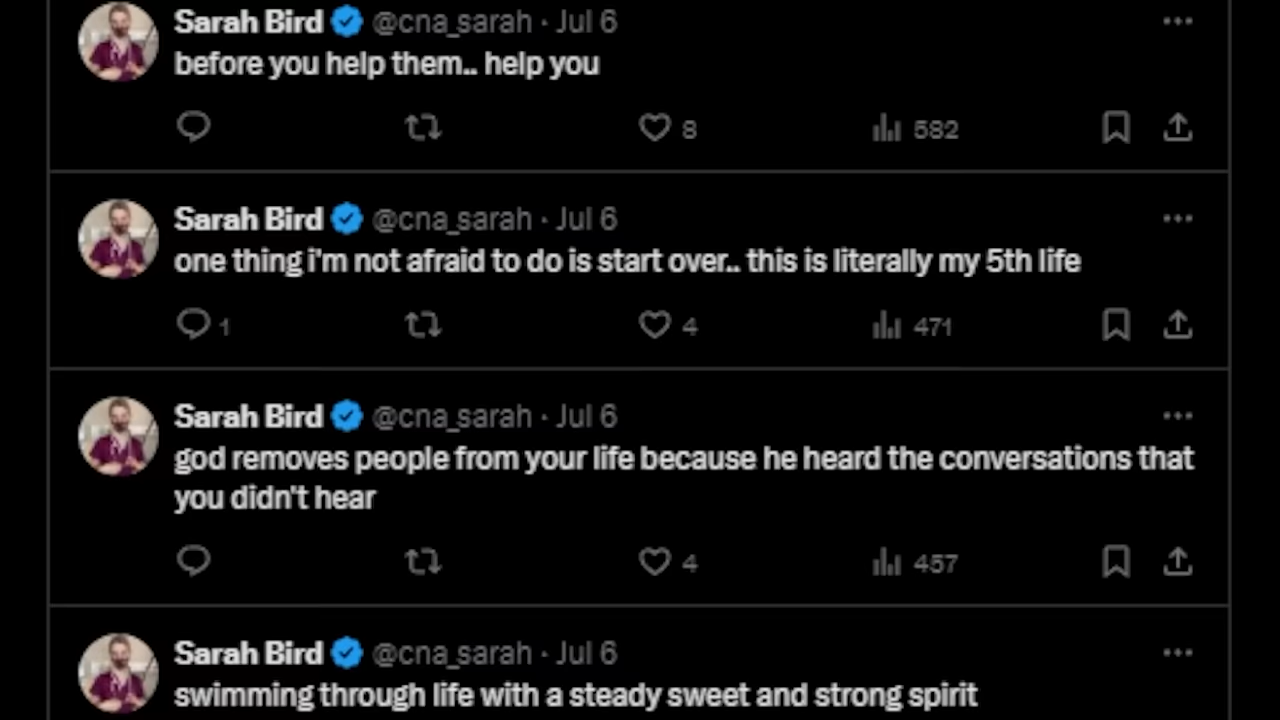 Sarah Bird @cna_sarah · Jul 6
before you help them.. help you
8 582
Sarah Bird @cna_sarah · Jul 6
one thing i'm not afraid to do is start over.. this is literally my 5th life
1 4 471
Sarah Bird @cna_sarah · Jul 6
god removes people from your life because he heard the conversations that
you didn't hear
4 457
Sarah Bird @cna_sarah · Jul 6
swimming through life with a steady sweet and strong spirit